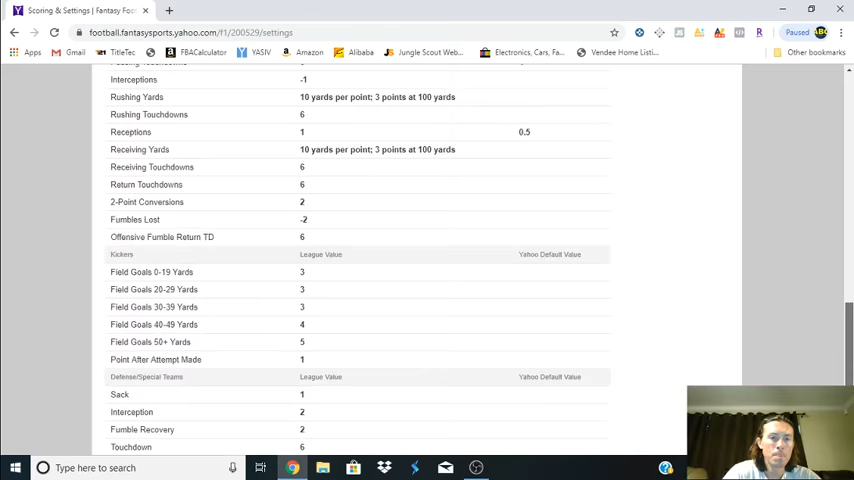 Scoring & Settings | Fantasy Foo
football.fantasysports.yahoo.com/f1/200529/settings
Paused
Apps
Gmail
TitleTec
FBACalculator
YASIV
Amazon
Alibaba
Jungle Scout Web...
Electronics, Cars, Fa...
Vendee Home Listi...
Other bookmarks
Interceptions -1
Rushing Yards 10 yards per point; 3 points at 100 yards
Rushing Touchdowns 6
Receptions 1 0.5
Receiving Yards 10 yards per point; 3 points at 100 yards
Receiving Touchdowns 6
Return Touchdowns 6
2-Point Conversions 2
Fumbles Lost -2
Offensive Fumble Return TD 6
Kickers League Value Yahoo Default Value
Field Goals 0-19 Yards 3
Field Goals 20-29 Yards 3
Field Goals 30-39 Yards 3
Field Goals 40-49 Yards 4
Field Goals 50+ Yards 5
Point After Attempt Made 1
Defense/Special Teams League Value Yahoo Default Value
Sack 1
Interception 2
Fumble Recovery 2
Touchdown 6
Type here to search